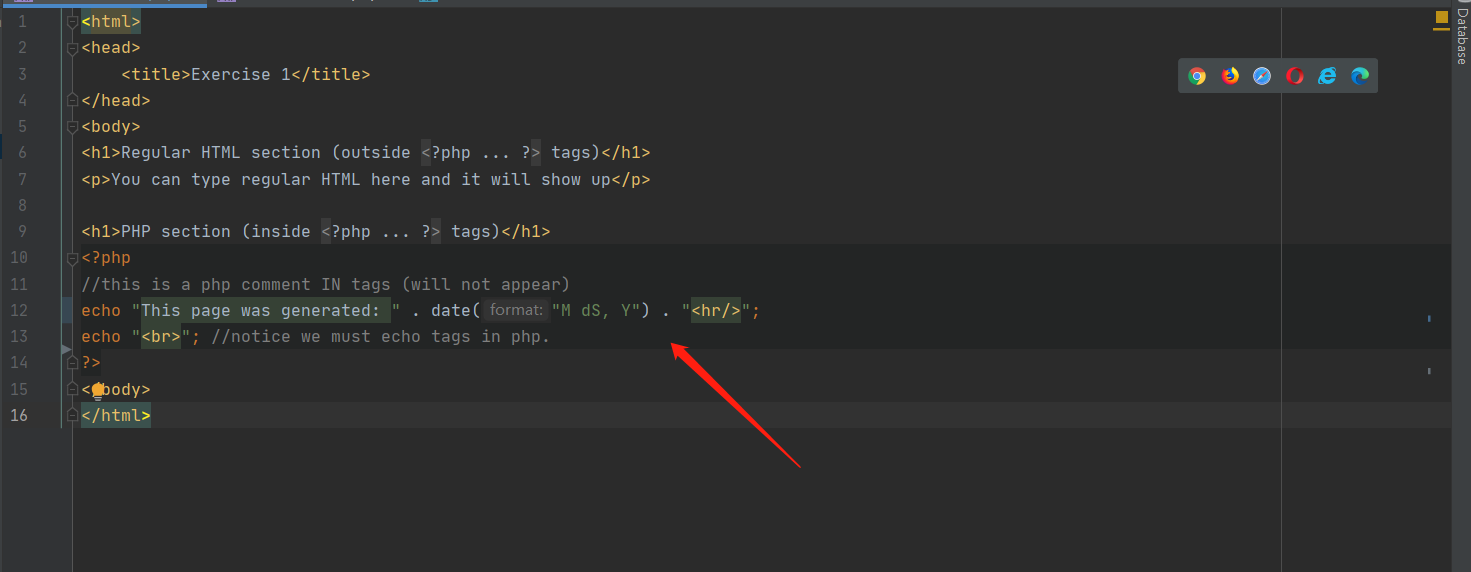 Database
1 <html>
2 <head>
3 <title>Exercise 1</title>
4 </head>
5 <body>
6 <h1>Regular HTML section (outside <?php ... ?> tags)</h1>
7 <p>You can type regular HTML here and it will show up</p>
8
9 <h1>PHP section (inside <?php ... ?> tags)</h1>
10 <?php
11 //this is a php comment IN tags (will not appear)
12 echo "This page was generated: " . date( format: "M dS, Y") . "<hr/>";
13 echo "<br>"; //notice we must echo tags in php.
14 ?>
15 </body>
16 </html>